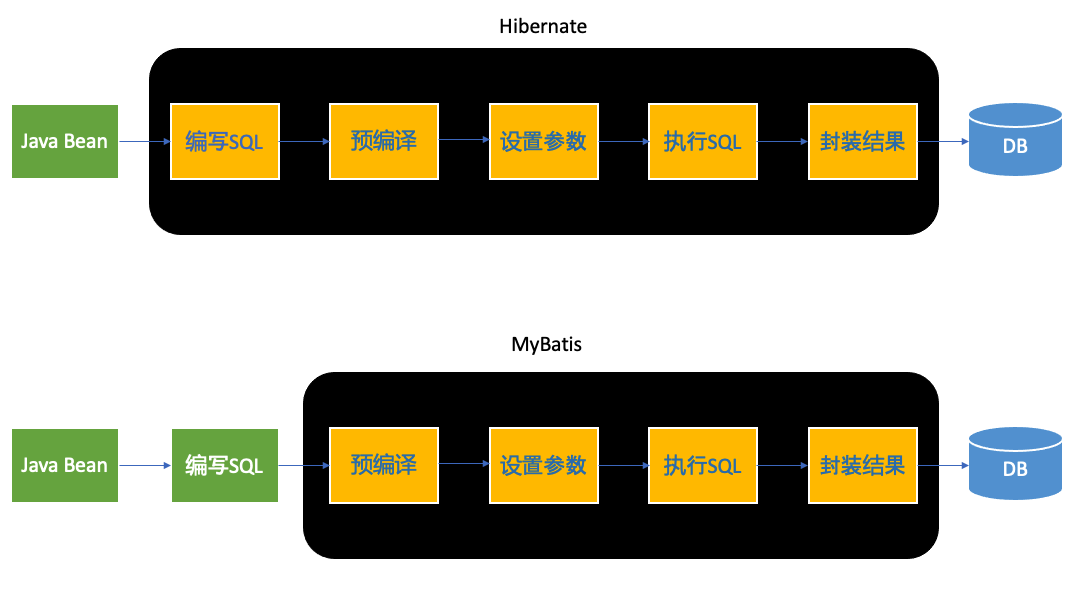 Hibernate
Java Bean
编写SQL
预编译
设置参数
执行SQL
封装结果
DB
MyBatis
Java Bean
编写SQL
预编译
设置参数
执行SQL
封装结果
DB